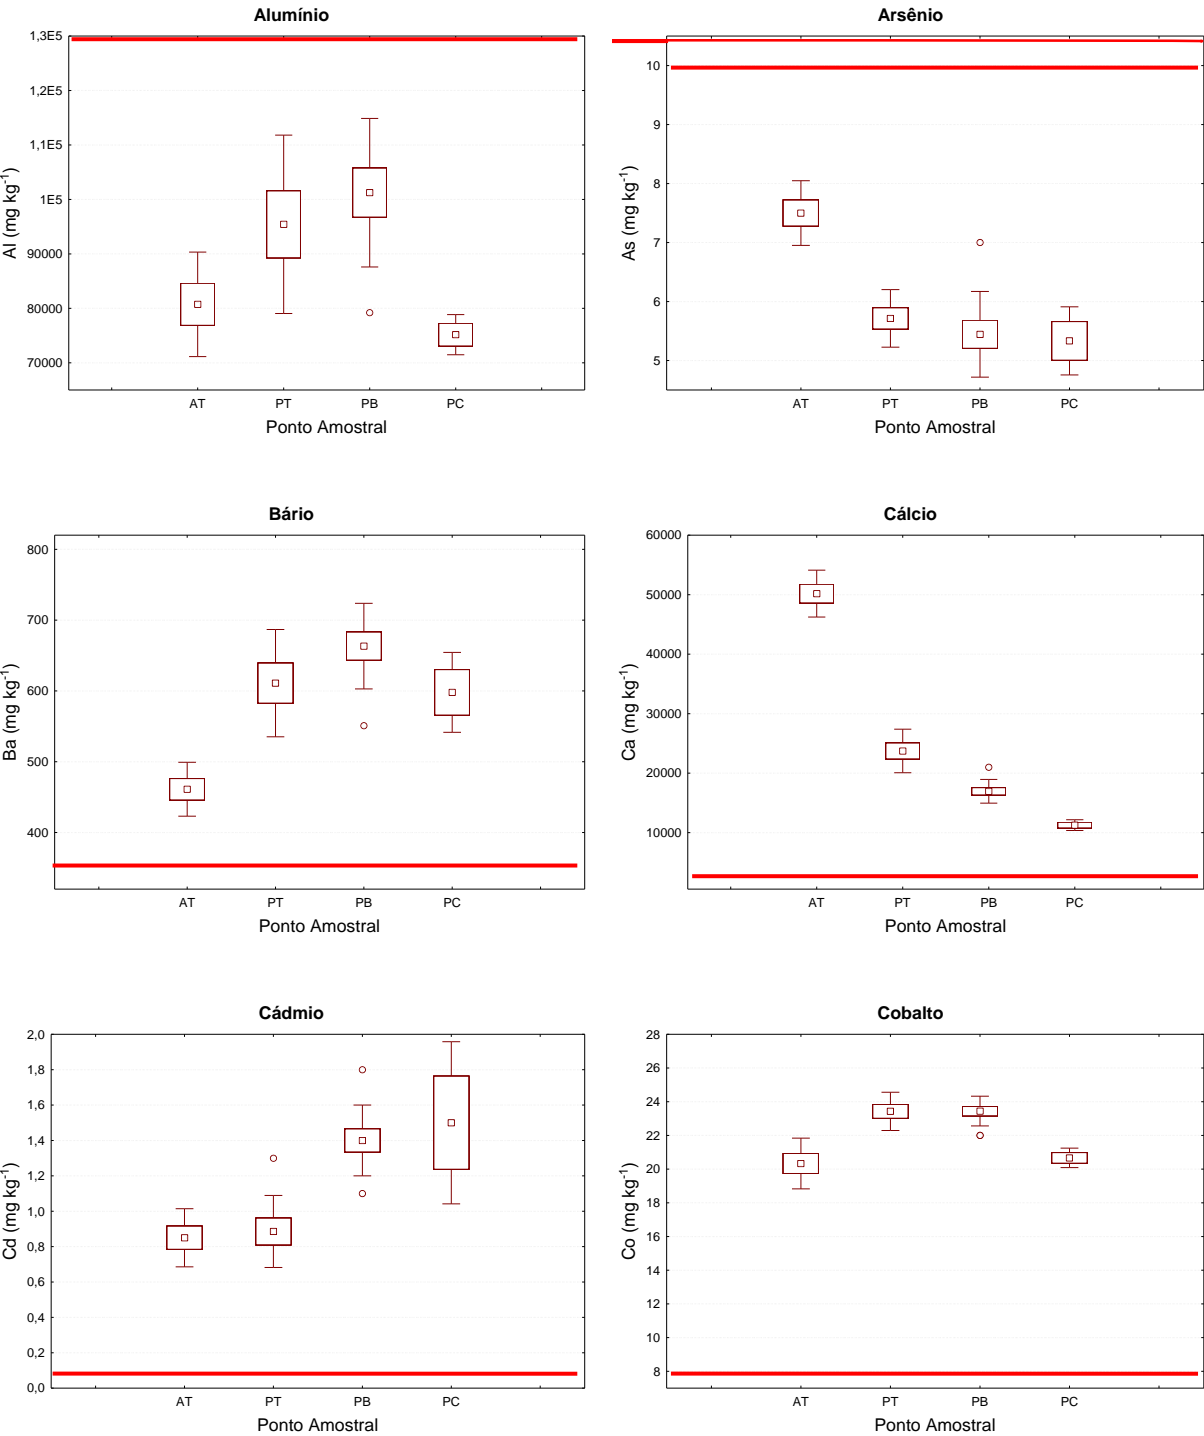 Alumínio
1,3E5
1,2E5
1,1E5
1E5
90000
80000
70000
Al (mg kg-1)
AT PT PB PC
Ponto Amostral
Arsênio
10
9
8
7
6
5
As (mg kg-1)
AT PT PB PC
Ponto Amostral
Bário
800
700
600
500
400
Ba (mg kg-1)
AT PT PB PC
Ponto Amostral
Cálcio
60000
50000
40000
30000
20000
10000
Ca (mg kg-1)
AT PT PB PC
Ponto Amostral
Cádmio
2,0
1,8
1,6
1,4
1,2
1,0
0,8
0,6
0,4
0,2
0,0
Cd (mg kg-1)
AT PT PB PC
Ponto Amostral
Cobalto
28
26
24
22
20
18
16
14
12
10
8
Co (mg kg-1)
AT PT PB PC
Ponto Amostral